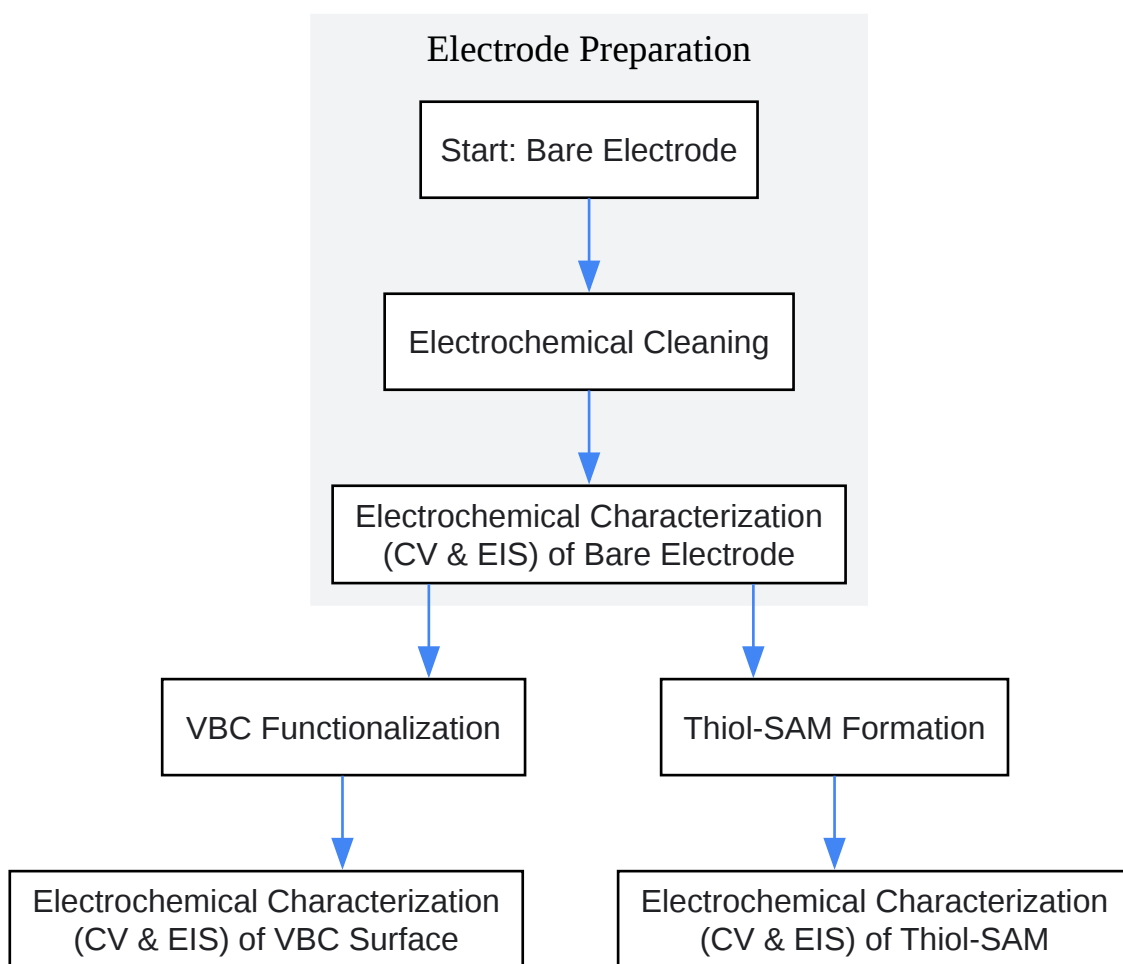 Electrode Preparation
Start: Bare Electrode
Electrochemical Cleaning
Electrochemical Characterization
(CV & EIS) of Bare Electrode
VBC Functionalization
Thiol-SAM Formation
Electrochemical Characterization
(CV & EIS) of VBC Surface
Electrochemical Characterization
(CV & EIS) of Thiol-SAM